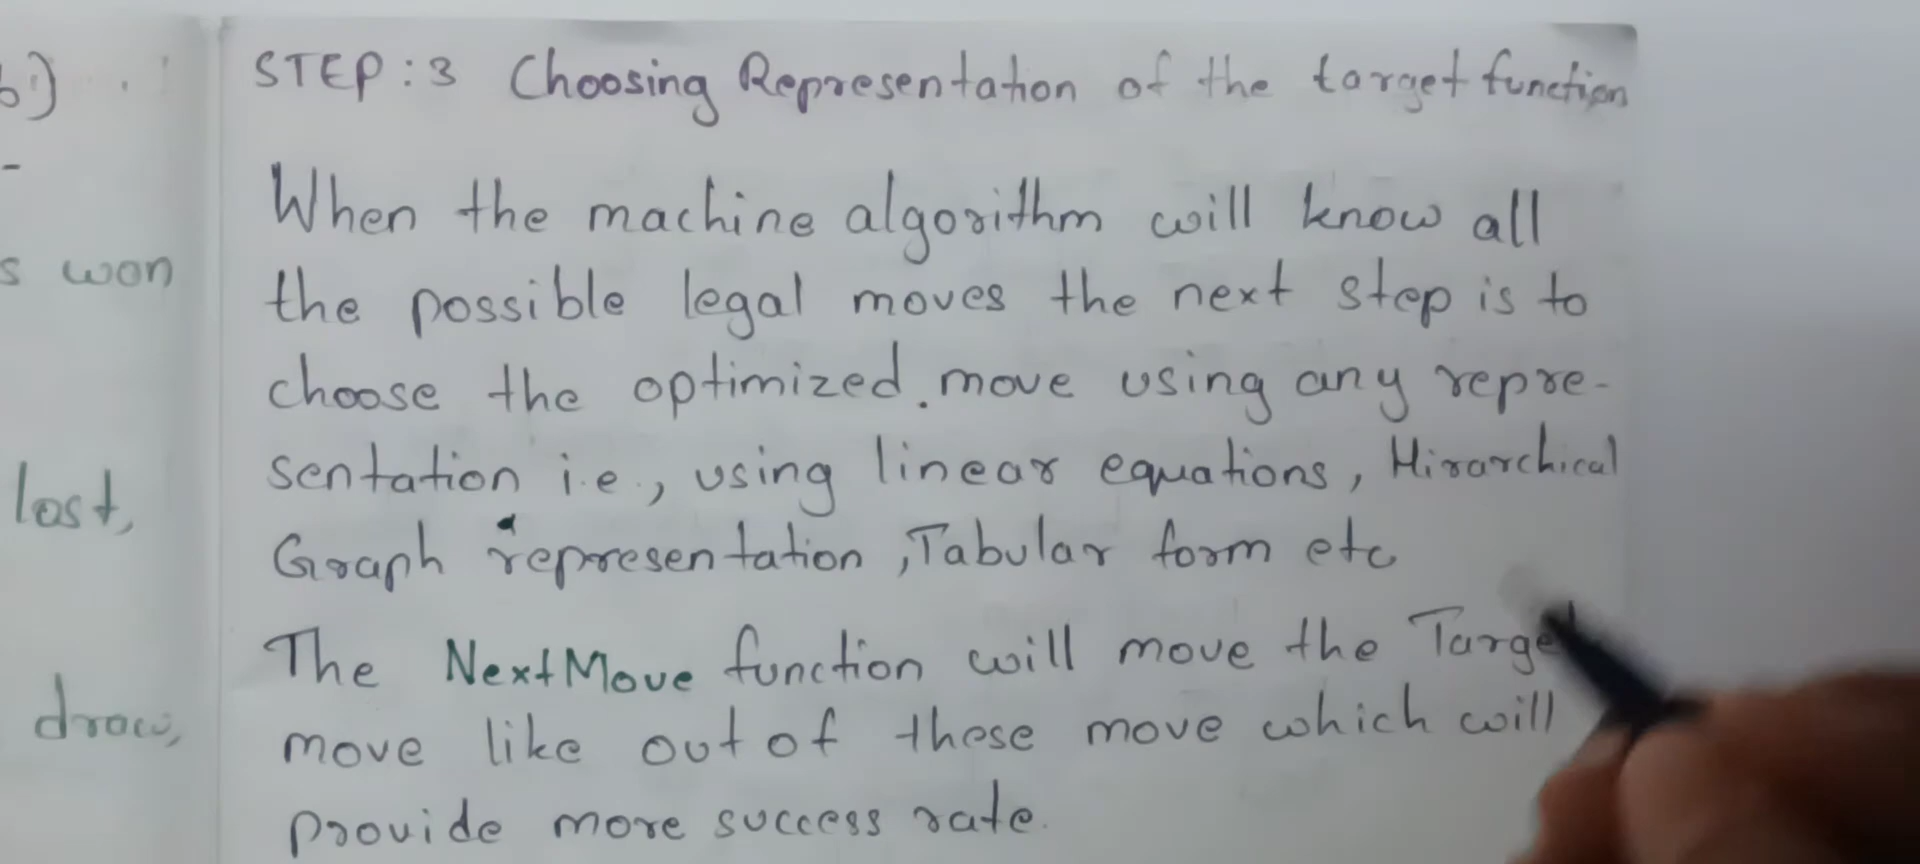 b)
STEP:3 Choosing Representation of the target function
When the machine algorithm will know all
s won
the possible legal moves the next step is to
choose the optimized. move using any repre-
sentation i.e., using linear equations, Hirarchical
lost,
Graph representation, Tabular form etc
The NextMove function will move the Target
draw,
move like out of these move which will
provide more success rate.